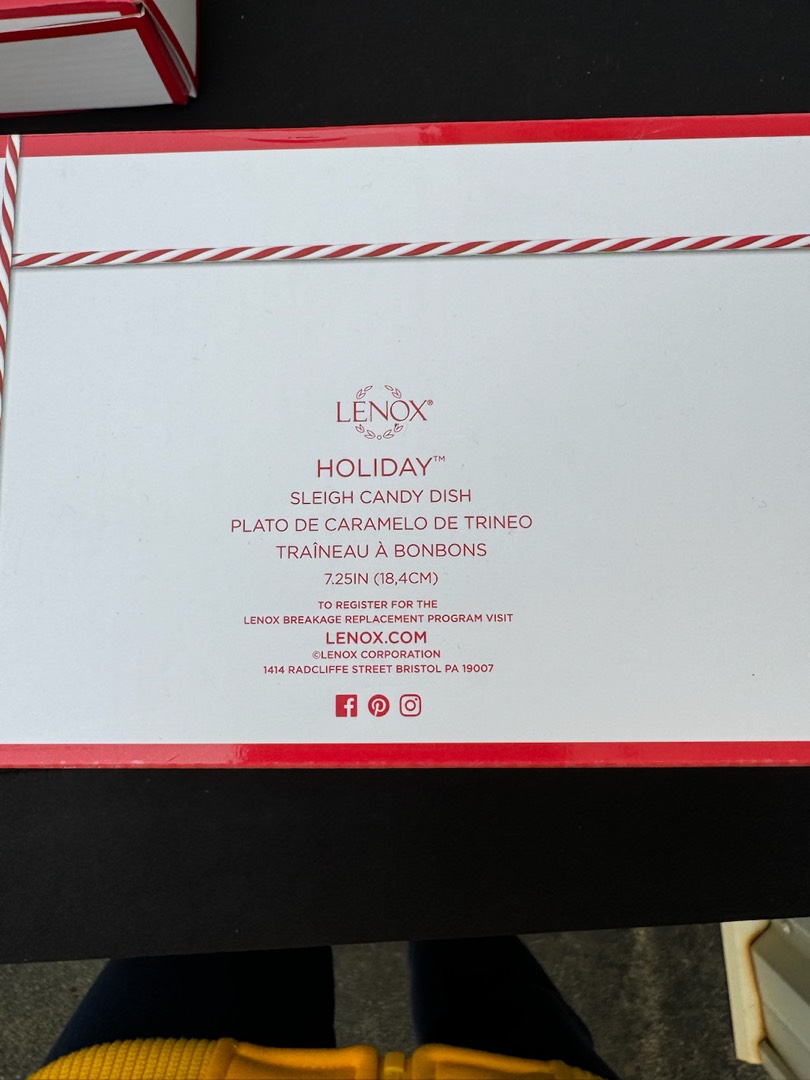 LENOX®
HOLIDAY™
SLEIGH CANDY DISH
PLATO DE CARAMELO DE TRINEO
TRAÎNEAU À BONBONS
7.25IN (18,4CM)
TO REGISTER FOR THE
LENOX BREAKAGE REPLACEMENT PROGRAM VISIT
LENOX.COM
©LENOX CORPORATION
1414 RADCLIFFE STREET BRISTOL PA 19007